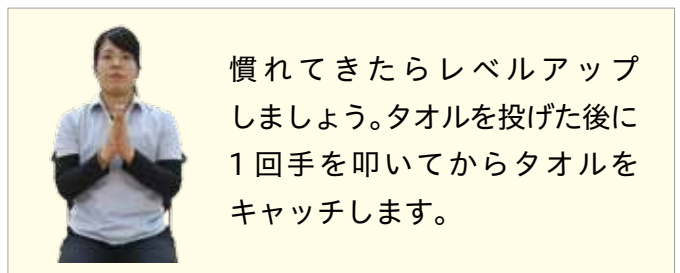 慣れてきたらレベルアップ
しましょう。タオルを投げた後に
1回手を叩いてからタオルを
キャッチします。